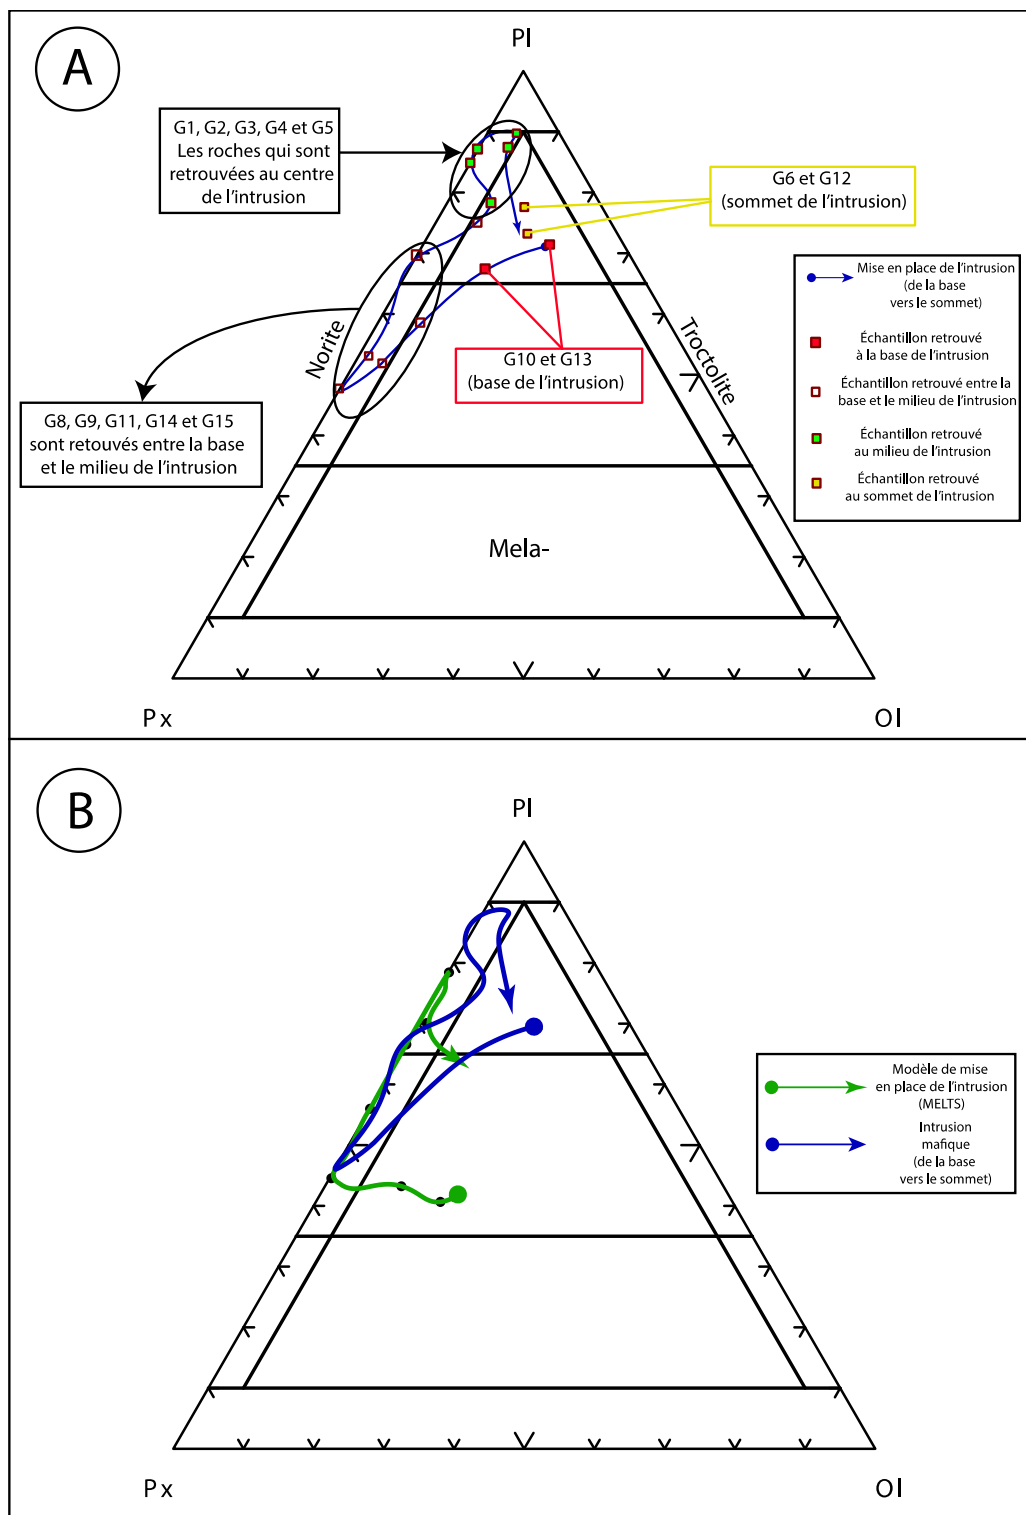 A
Pl
G1, G2, G3, G4 et G5
Les roches qui sont
retrouvées au centre
de l'intrusion
G6 et G12
(sommet de l'intrusion)
Mise en place de l'intrusion
(de la base
vers le sommet)
Échantillon retrouvé
à la base de l'intrusion
Échantillon retrouvé entre la
base et le milieu de l'intrusion
Échantillon retrouvé
au milieu de l'intrusion
Échantillon retrouvé
au sommet de l'intrusion
Norite
Troctolite
G10 et G13
(base de l'intrusion)
G8, G9, G11, G14 et G15
sont retouvés entre la base
et le milieu de l'intrusion
Mela-
Px
Ol
B
Pl
Modèle de mise
en place de l'intrusion
(MELTS)
Intrusion
mafique
(de la base
vers le sommet)
Px
Ol